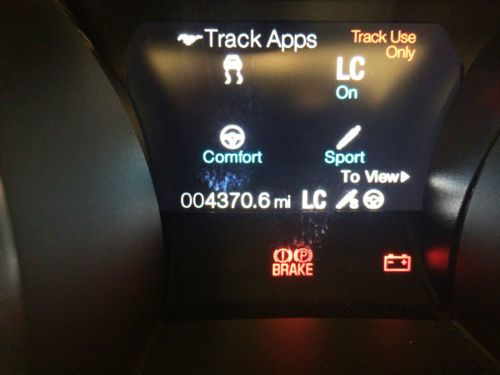 Track Apps
Track Use
Only
LC
On
Comfort
Sport
To View
004370.6 mi LC S
BRAKE